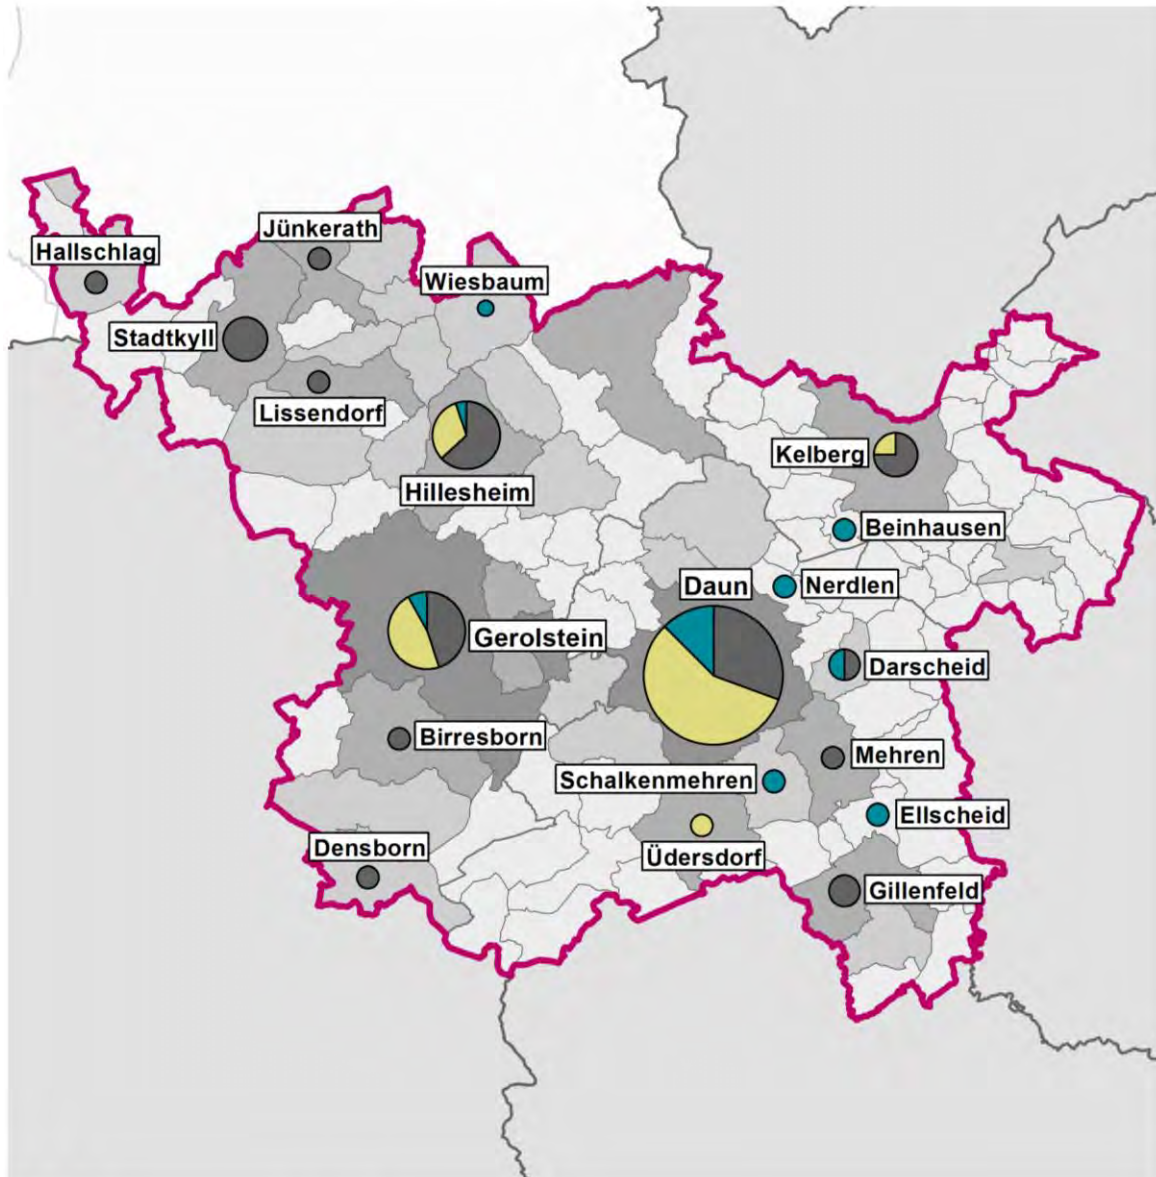 Jünkerath
Hallschlag
Wiesbaum
Stadtkyll
Lissendorf
Kelberg
Hillesheim
Beinhausen
Daun
Nerdlen
Gerolstein
Darscheid
Birresborn
Mehren
Schalkenmehren
Ellscheid
Densborn
Üdersdorf
Gillenfeld